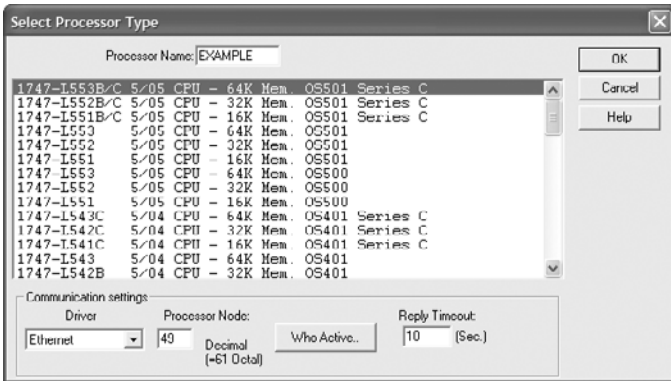 Select Processor Type
Processor Name: EXAMPLE
OK
1747-L553B/C 5/05 CPU - 64K Mem. OS501 Series C
Cancel
1747-L552B/C 5/05 CPU - 32K Mem. OS501 Series C
1747-L551B/C 5/05 CPU - 16K Mem. OS501 Series C
Help
1747-L553 5/05 CPU - 64K Mem. OS501
1747-L552 5/05 CPU - 32K Mem. OS501
1747-L551 5/05 CPU - 16K Mem. OS501
1747-L553 5/05 CPU - 64K Mem. OS500
1747-L552 5/05 CPU - 32K Mem. OS500
1747-L551 5/05 CPU - 16K Mem. OS500
1747-L543C 5/04 CPU - 64K Mem. OS401 Series C
1747-L542C 5/04 CPU - 32K Mem. OS401 Series C
1747-L541C 5/04 CPU - 16K Mem. OS401 Series C
1747-L543 5/04 CPU - 64K Mem. OS401
1747-L542B 5/04 CPU - 32K Mem. OS401
Communication settings
Driver Processor Node: Reply Timeout:
Ethernet 49 Decimal Who Active.. 10 (Sec.)
(=61 Octal)